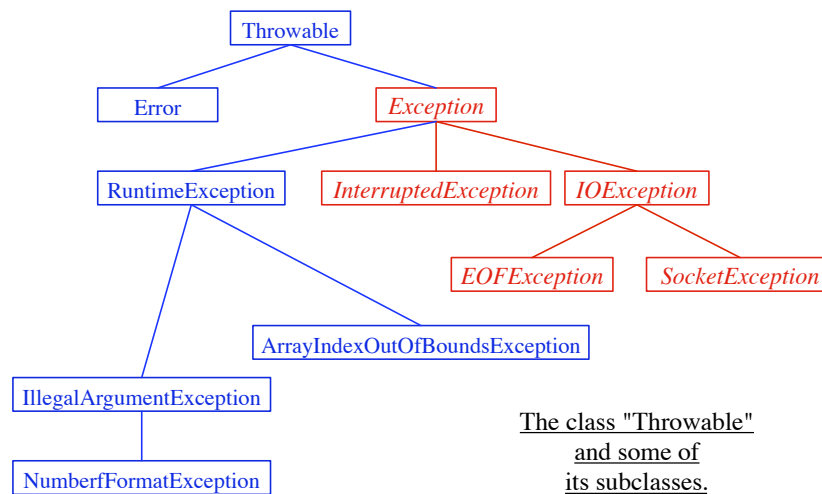 Throwable
Error
Exception
RuntimeException
InterruptedException
IOException
EOFException
SocketException
ArrayIndexOutOfBoundsException
IllegalArgumentException
NumberfFormatException
The class "Throwable"
and some of
its subclasses.